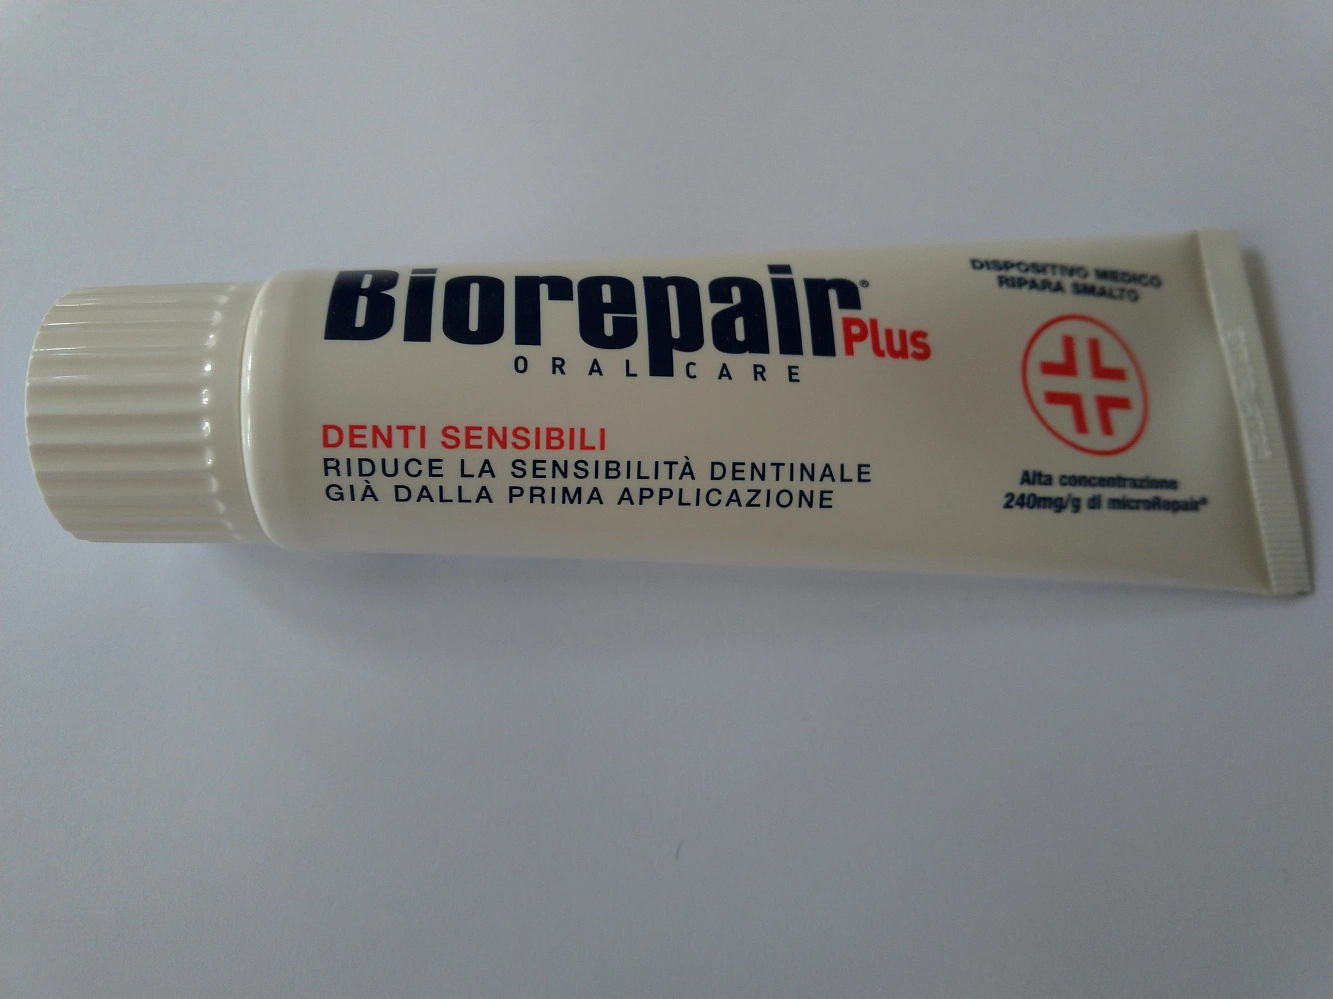 Biorepair® Plus
ORAL CARE
DENTI SENSIBILI
RIDUCE LA SENSIBILITÀ DENTINALE
GIÀ DALLA PRIMA APPLICAZIONE
DISPOSITIVO MEDICO
RIPARA SMALTO
Alta concentrazione
240mg/g di microRepair®